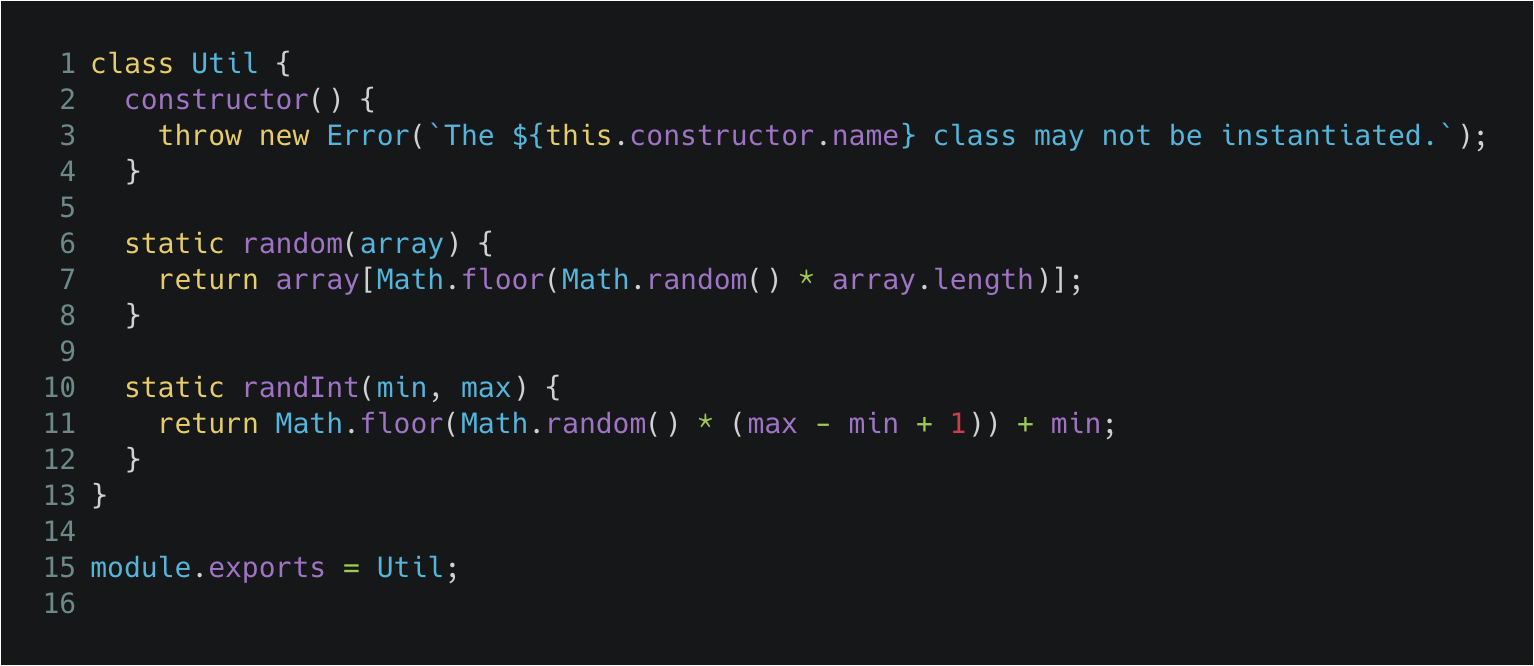 1 class Util {
2   constructor() {
3     throw new Error(`The ${this.constructor.name} class may not be instantiated.`);
4   }
5
6   static random(array) {
7     return array[Math.floor(Math.random() * array.length)];
8   }
9
10   static randInt(min, max) {
11     return Math.floor(Math.random() * (max - min + 1)) + min;
12   }
13 }
14
15 module.exports = Util;
16